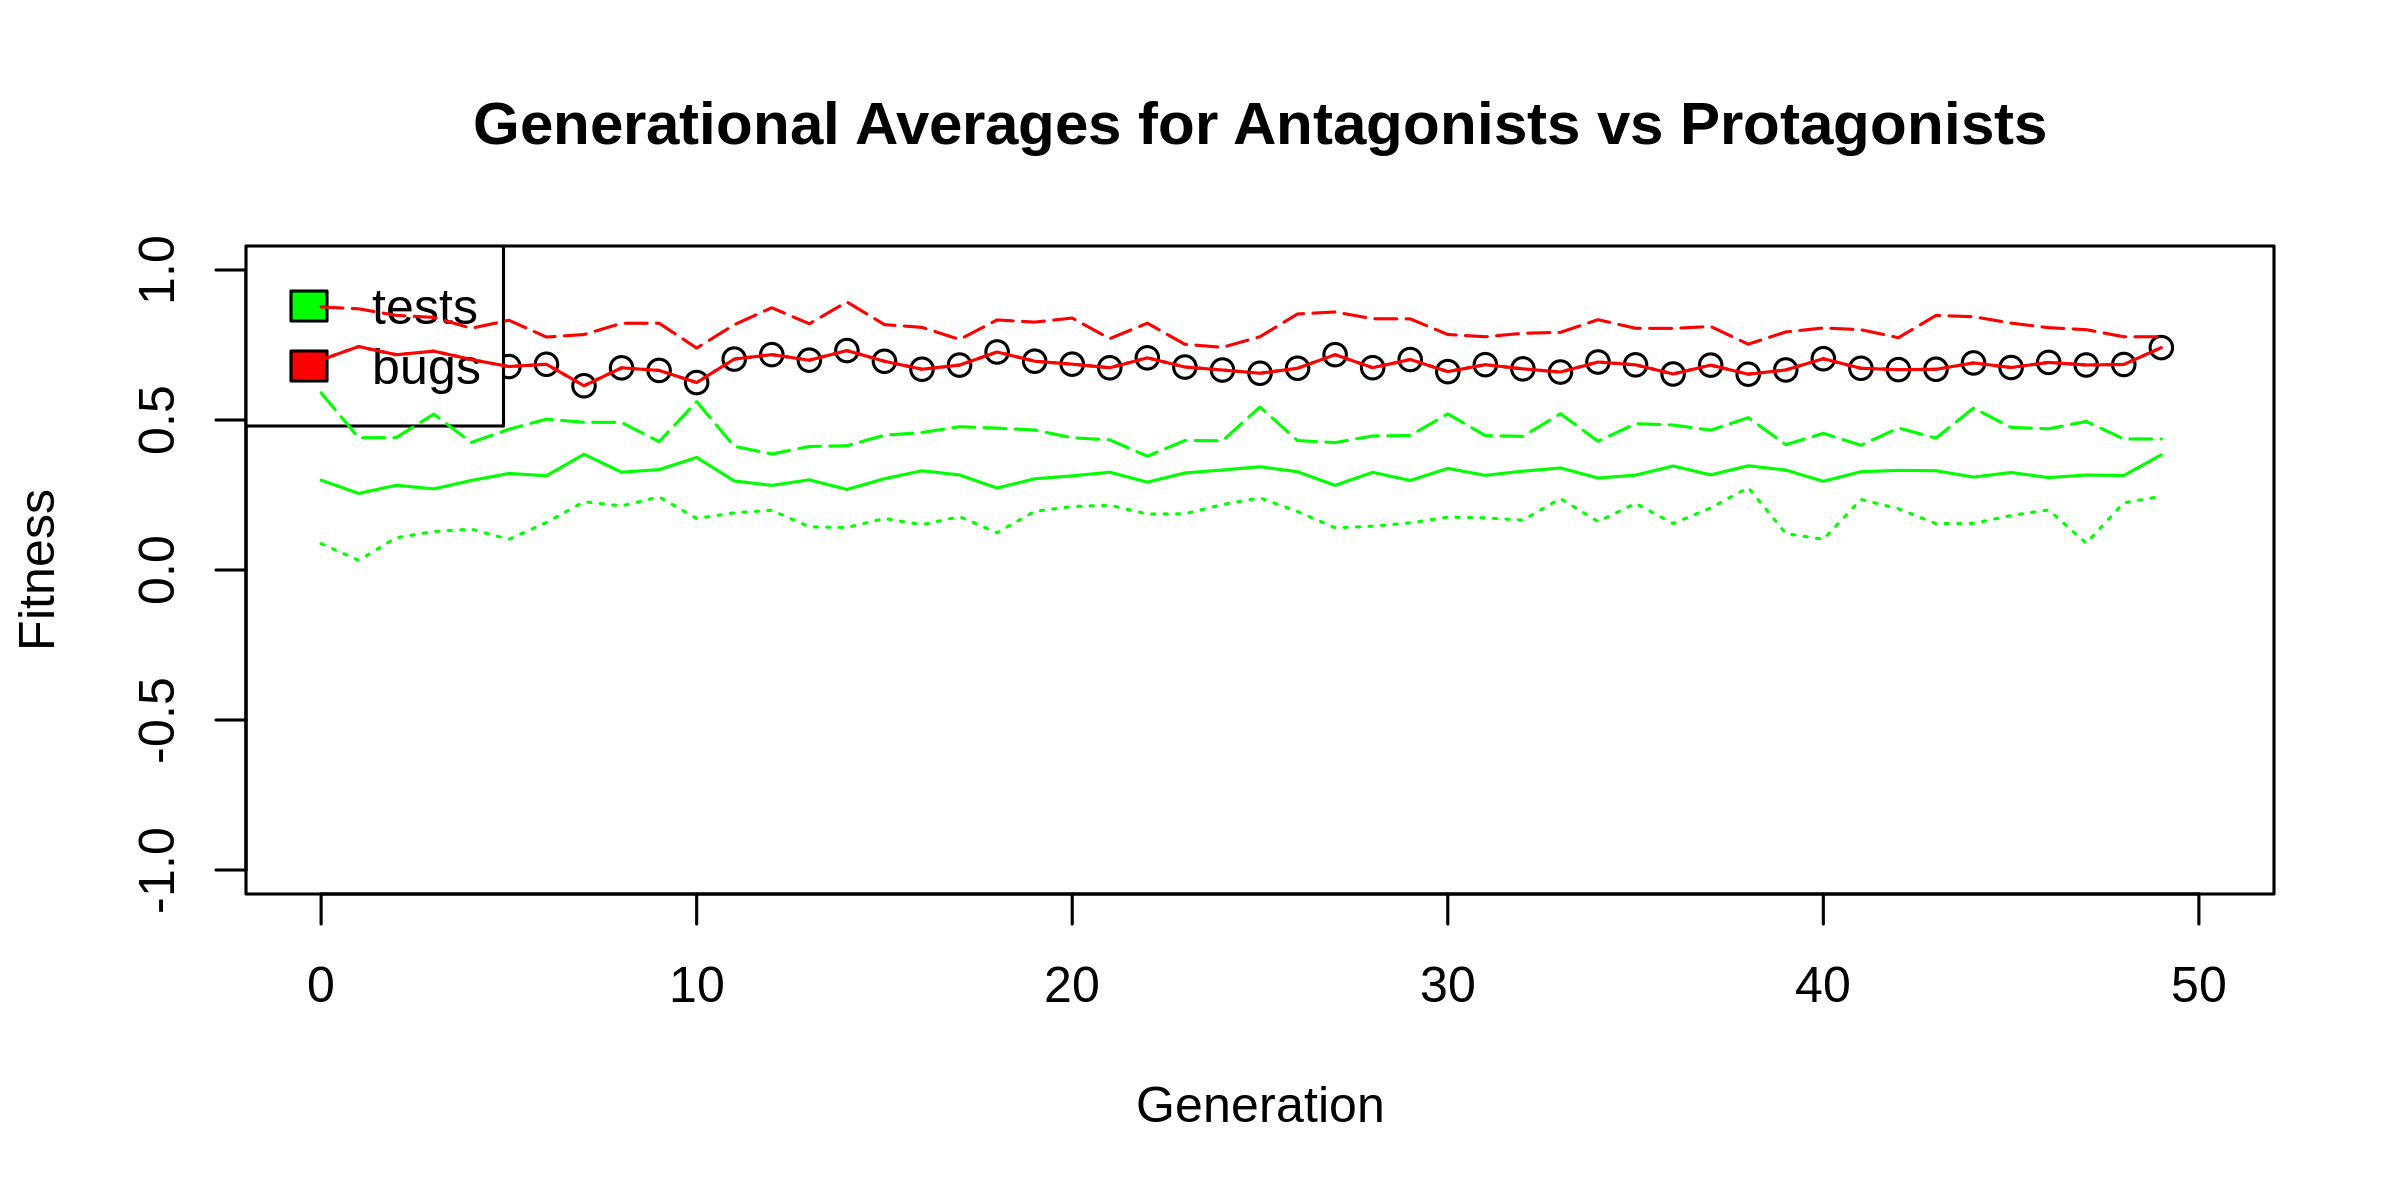 Generational Averages for Antagonists vs Protagonists
tests
bugs
1.0
0.5
0.0
-0.5
-1.0
Fitness
0 10 20 30 40 50
Generation